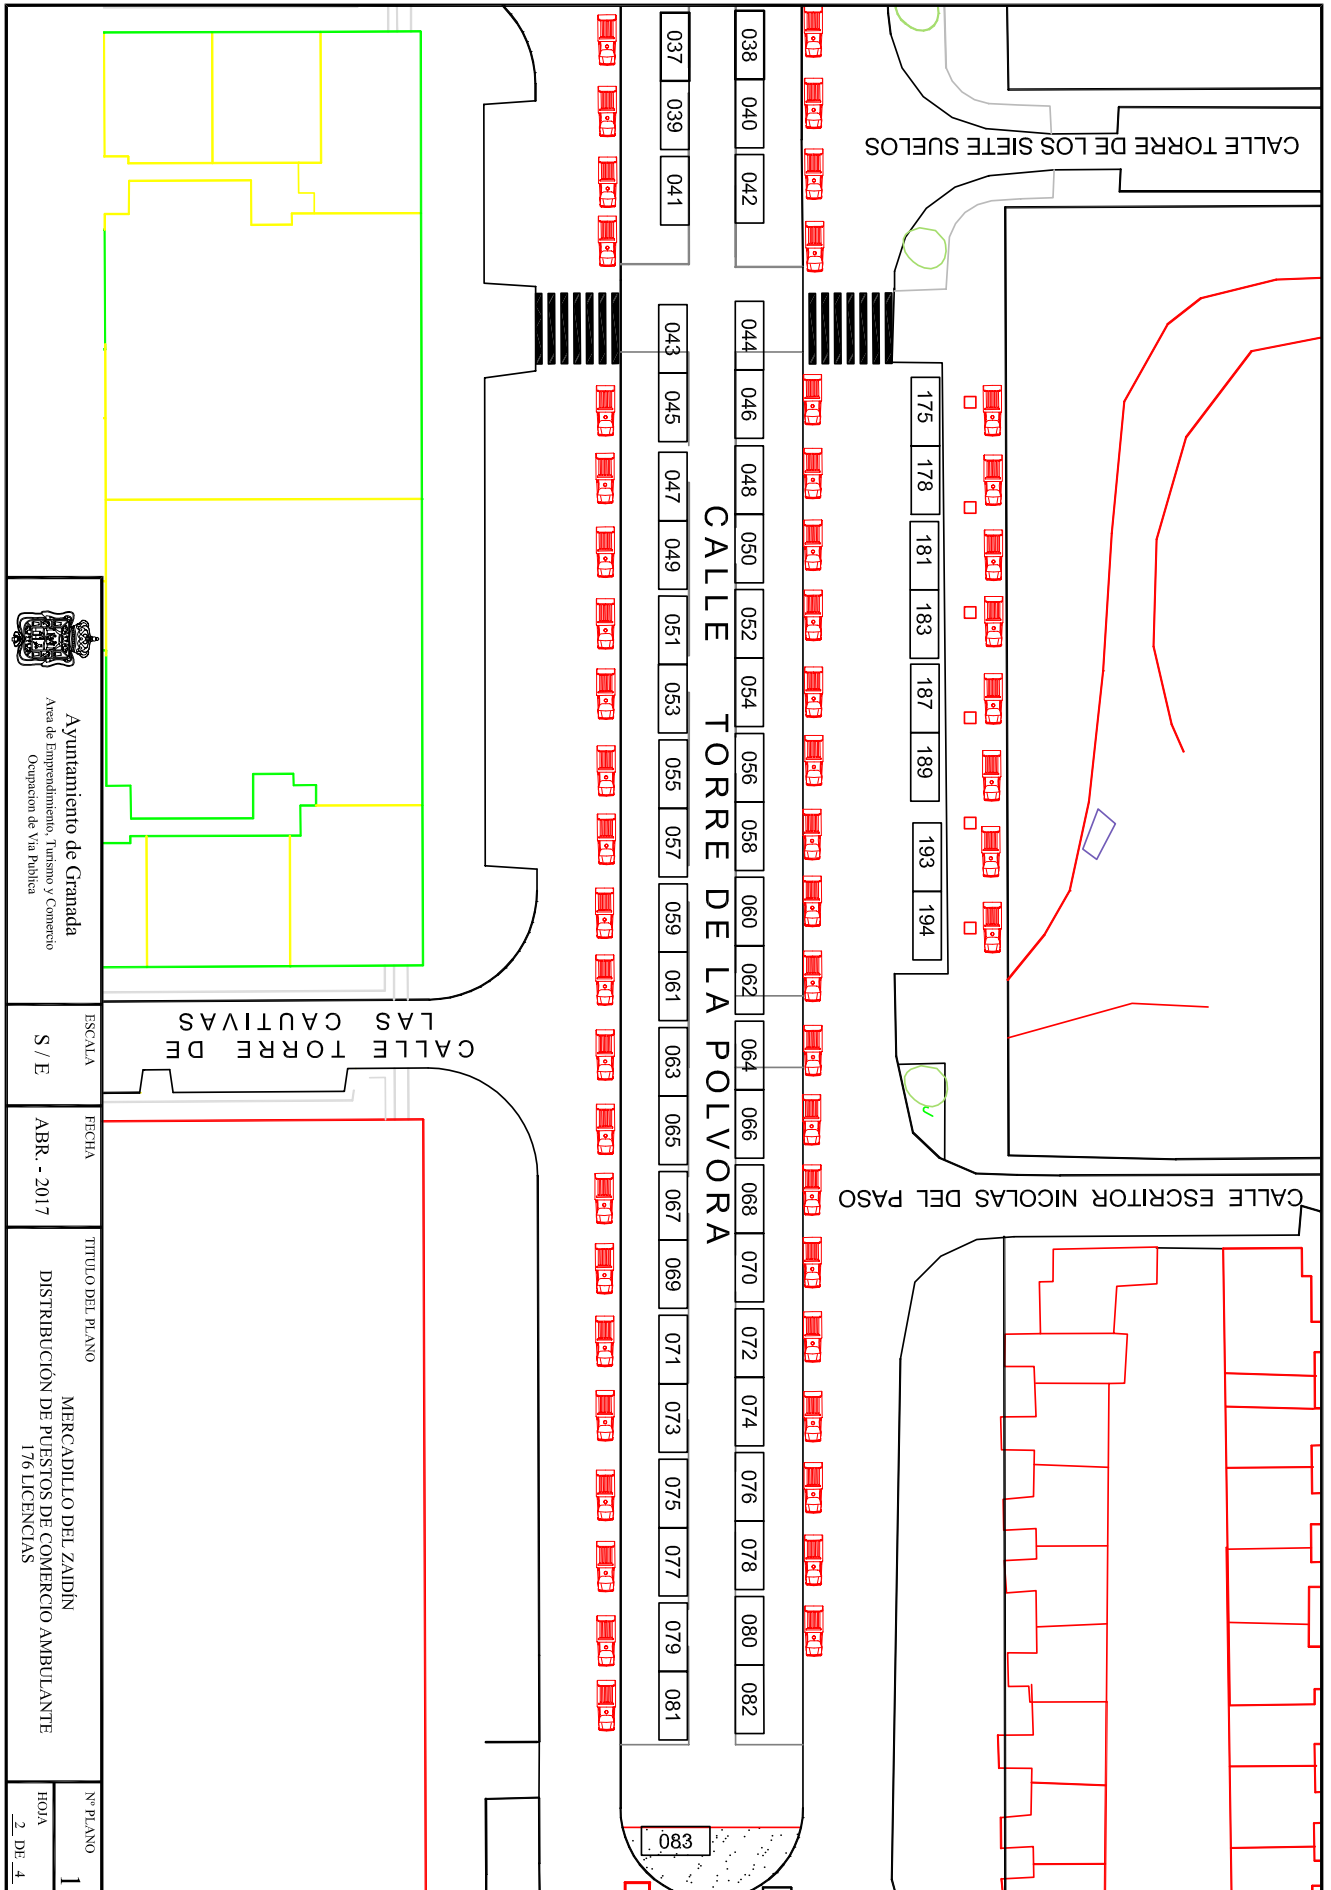 CALLE TORRE DE LOS SIETE SUELOS
037
039
041
043
045
047
049
051
053
055
057
059
061
063
065
067
069
071
073
075
077
079
081
083
038
040
042
044
046
048
050
052
054
056
058
060
062
064
066
068
070
072
074
076
078
080
082
CALLE TORRE DE LA POLVORA
175
178
181
183
187
189
193
194
CALLE TORRE DE
LAS CAUTIVAS
CALLE ESCRITOR NICOLAS DEL PASO
Ayuntamiento de Granada
Area de Emprendimiento, Turismo y Comercio
Ocupacion de Via Publica
ESCALA
S / E
FECHA
ABR. - 2017
TITULO DEL PLANO
MERCADILLO DEL ZAIDÍN
DISTRIBUCIÓN DE PUESTOS DE COMERCIO AMBULANTE
176 LICENCIAS
Nº PLANO
1
HOJA
2 DE 4